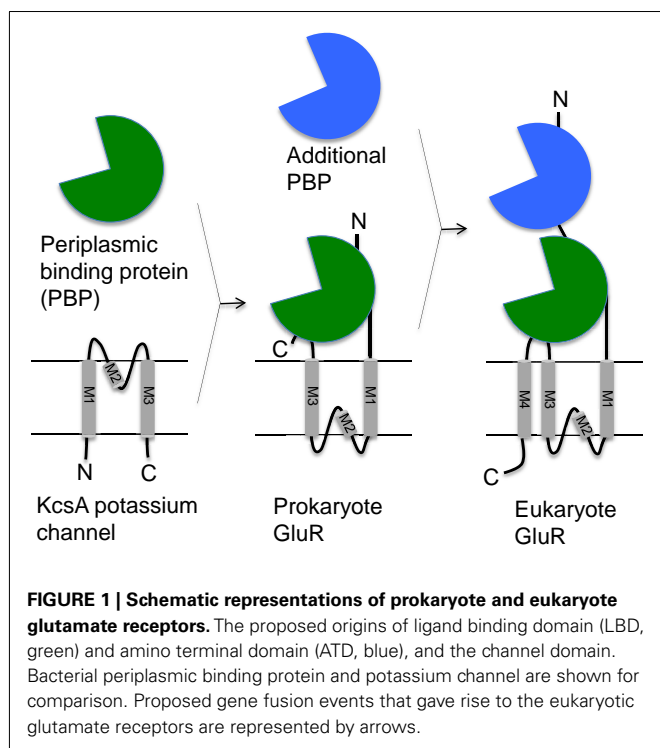 Periplasmic
binding protein
(PBP)
M1
M2
M3
N
C
KcsA potassium
channel
Additional
PBP
N
C
M3
M2
M1
Prokaryote
GluR
N
M4
M3
M2
M1
C
Eukaryote
GluR
FIGURE 1 | Schematic representations of prokaryote and eukaryote
glutamate receptors. The proposed origins of ligand binding domain (LBD,
green) and amino terminal domain (ATD, blue), and the channel domain.
Bacterial periplasmic binding protein and potassium channel are shown for
comparison. Proposed gene fusion events that gave rise to the eukaryotic
glutamate receptors are represented by arrows.